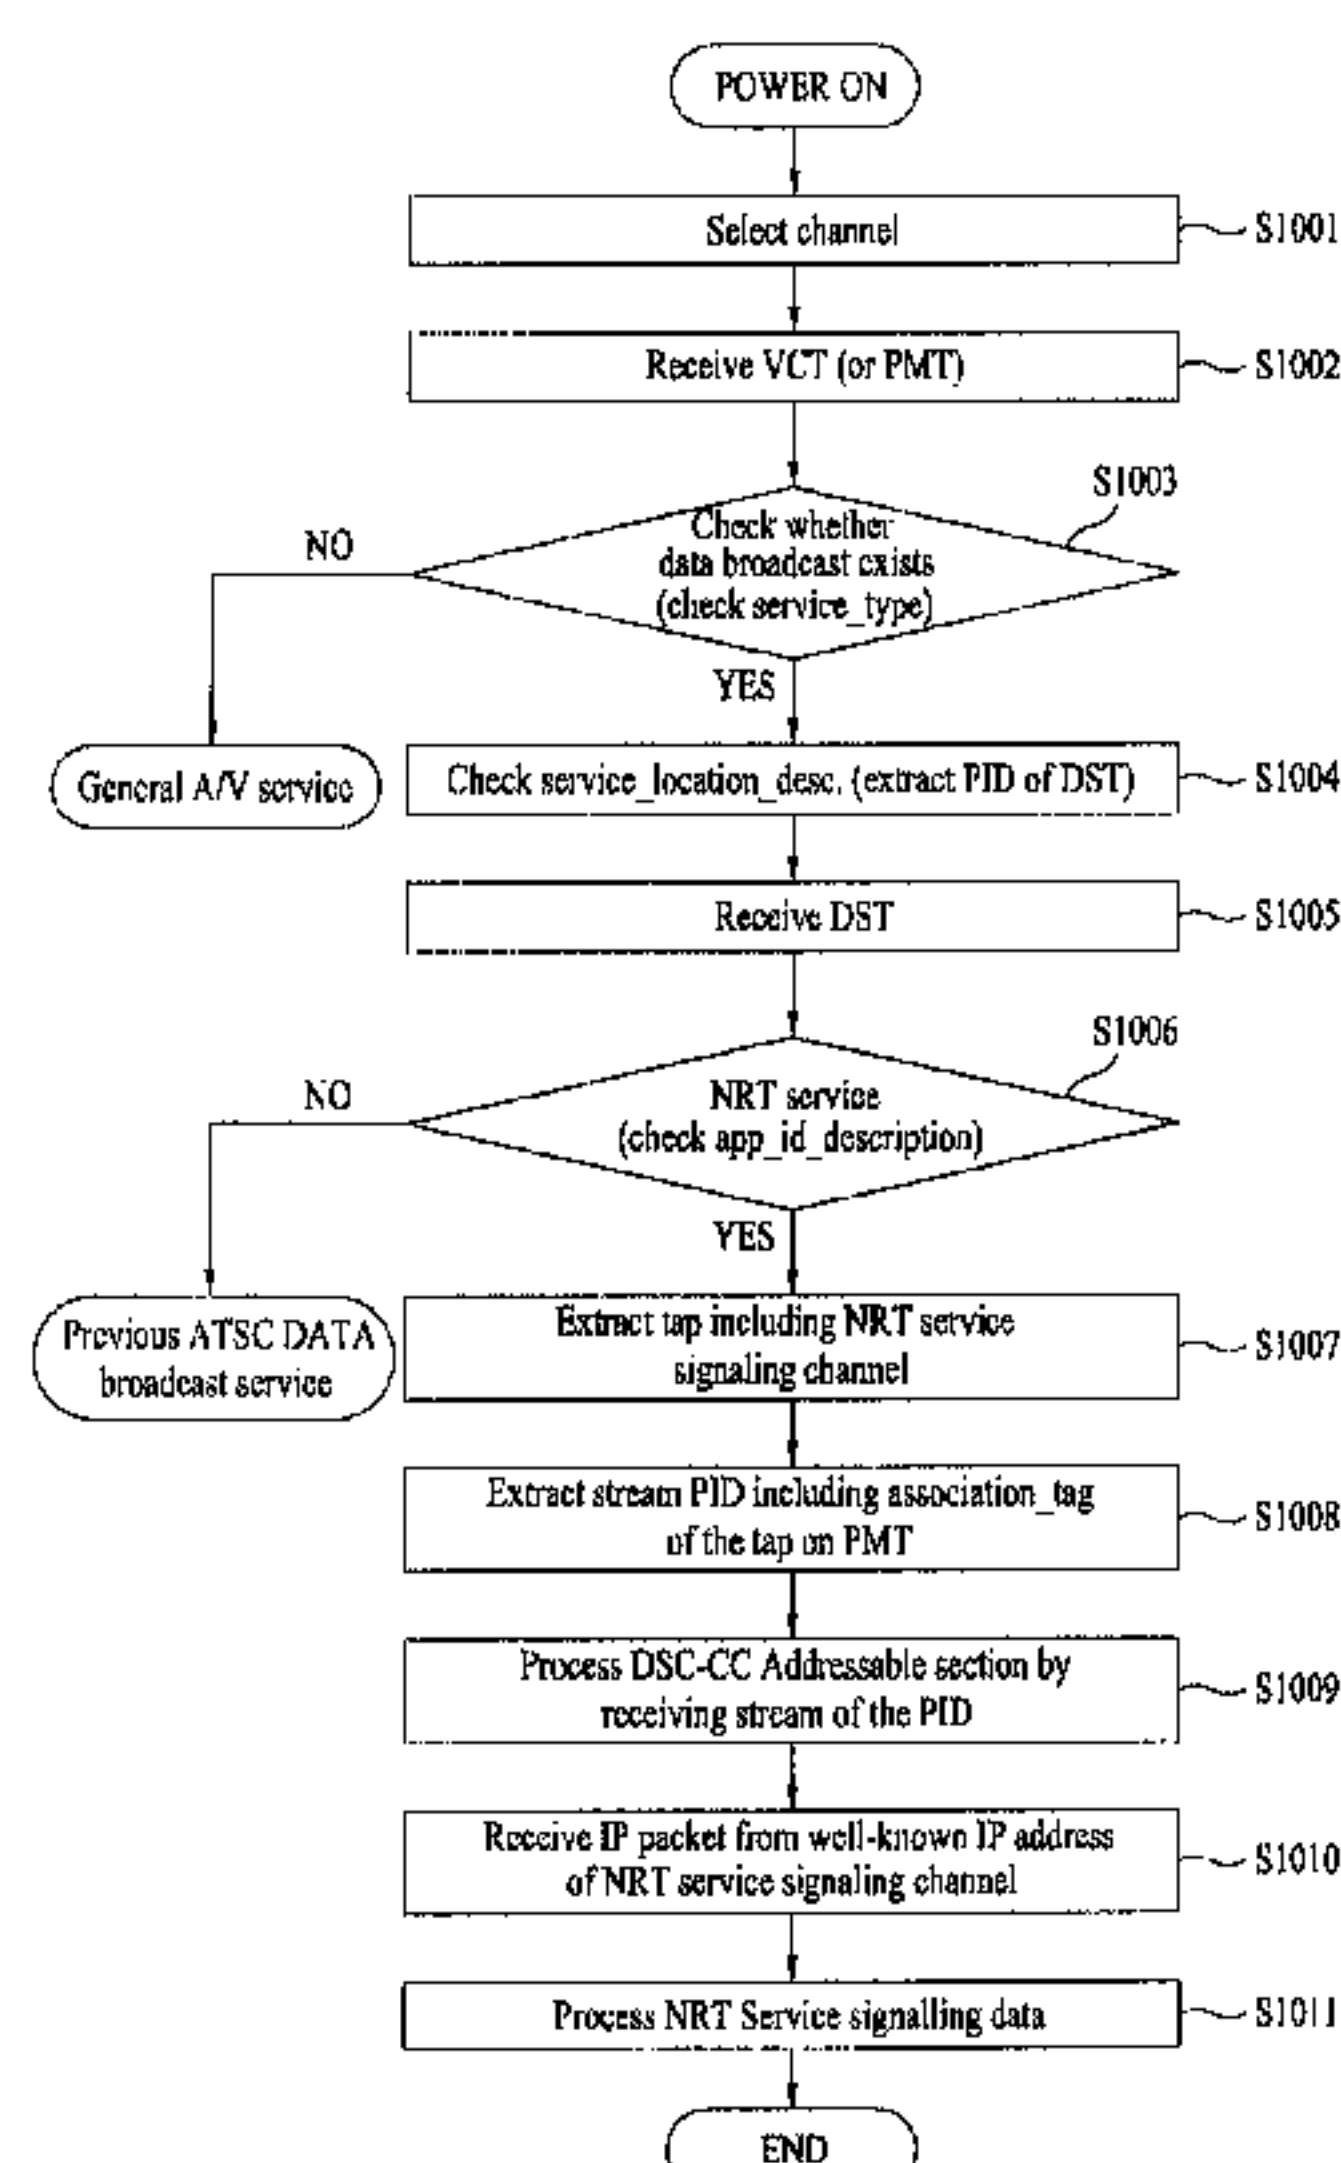 POWER ON
Select channel
S1001
Receive VCT (or PMT)
S1002
S1003
Check whether
data broadcast exists
(check service_type)
NO
YES
General A/V service
Check service_location_desc. (extract PID of DST)
S1004
Receive DST
S1005
S1006
NRT service
(check app_id_description)
NO
YES
Previous ATSC DATA
broadcast service
Extract tap including NRT service
signaling channel
S1007
Extract stream PID including association_tag
of the tap on PMT
S1008
Process DSC-CC Addressable section by
receiving stream of the PID
S1009
Receive IP packet from well-known IP address
of NRT service signaling channel
S1010
Process NRT Service signalling data
S1011
END